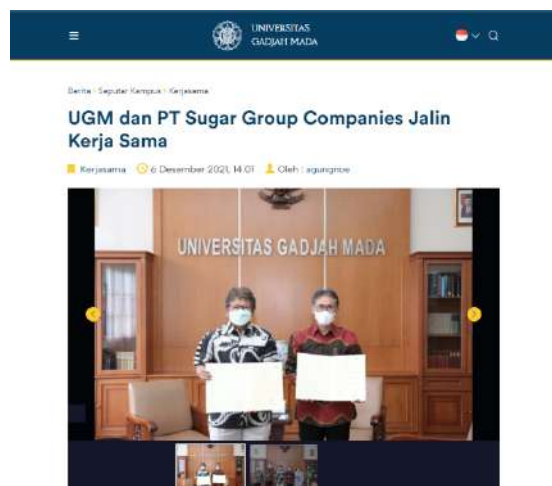 UNIVERSITAS
GADJAH MADA
Berita Seputar Kampus Kerjasama
UGM dan PT Sugar Group Companies Jalin
Kerja Sama
Kerjasama 6 Desember 2021, 14.01 Oleh : agungnoe
UNIVERSITAS GADJAH MADA